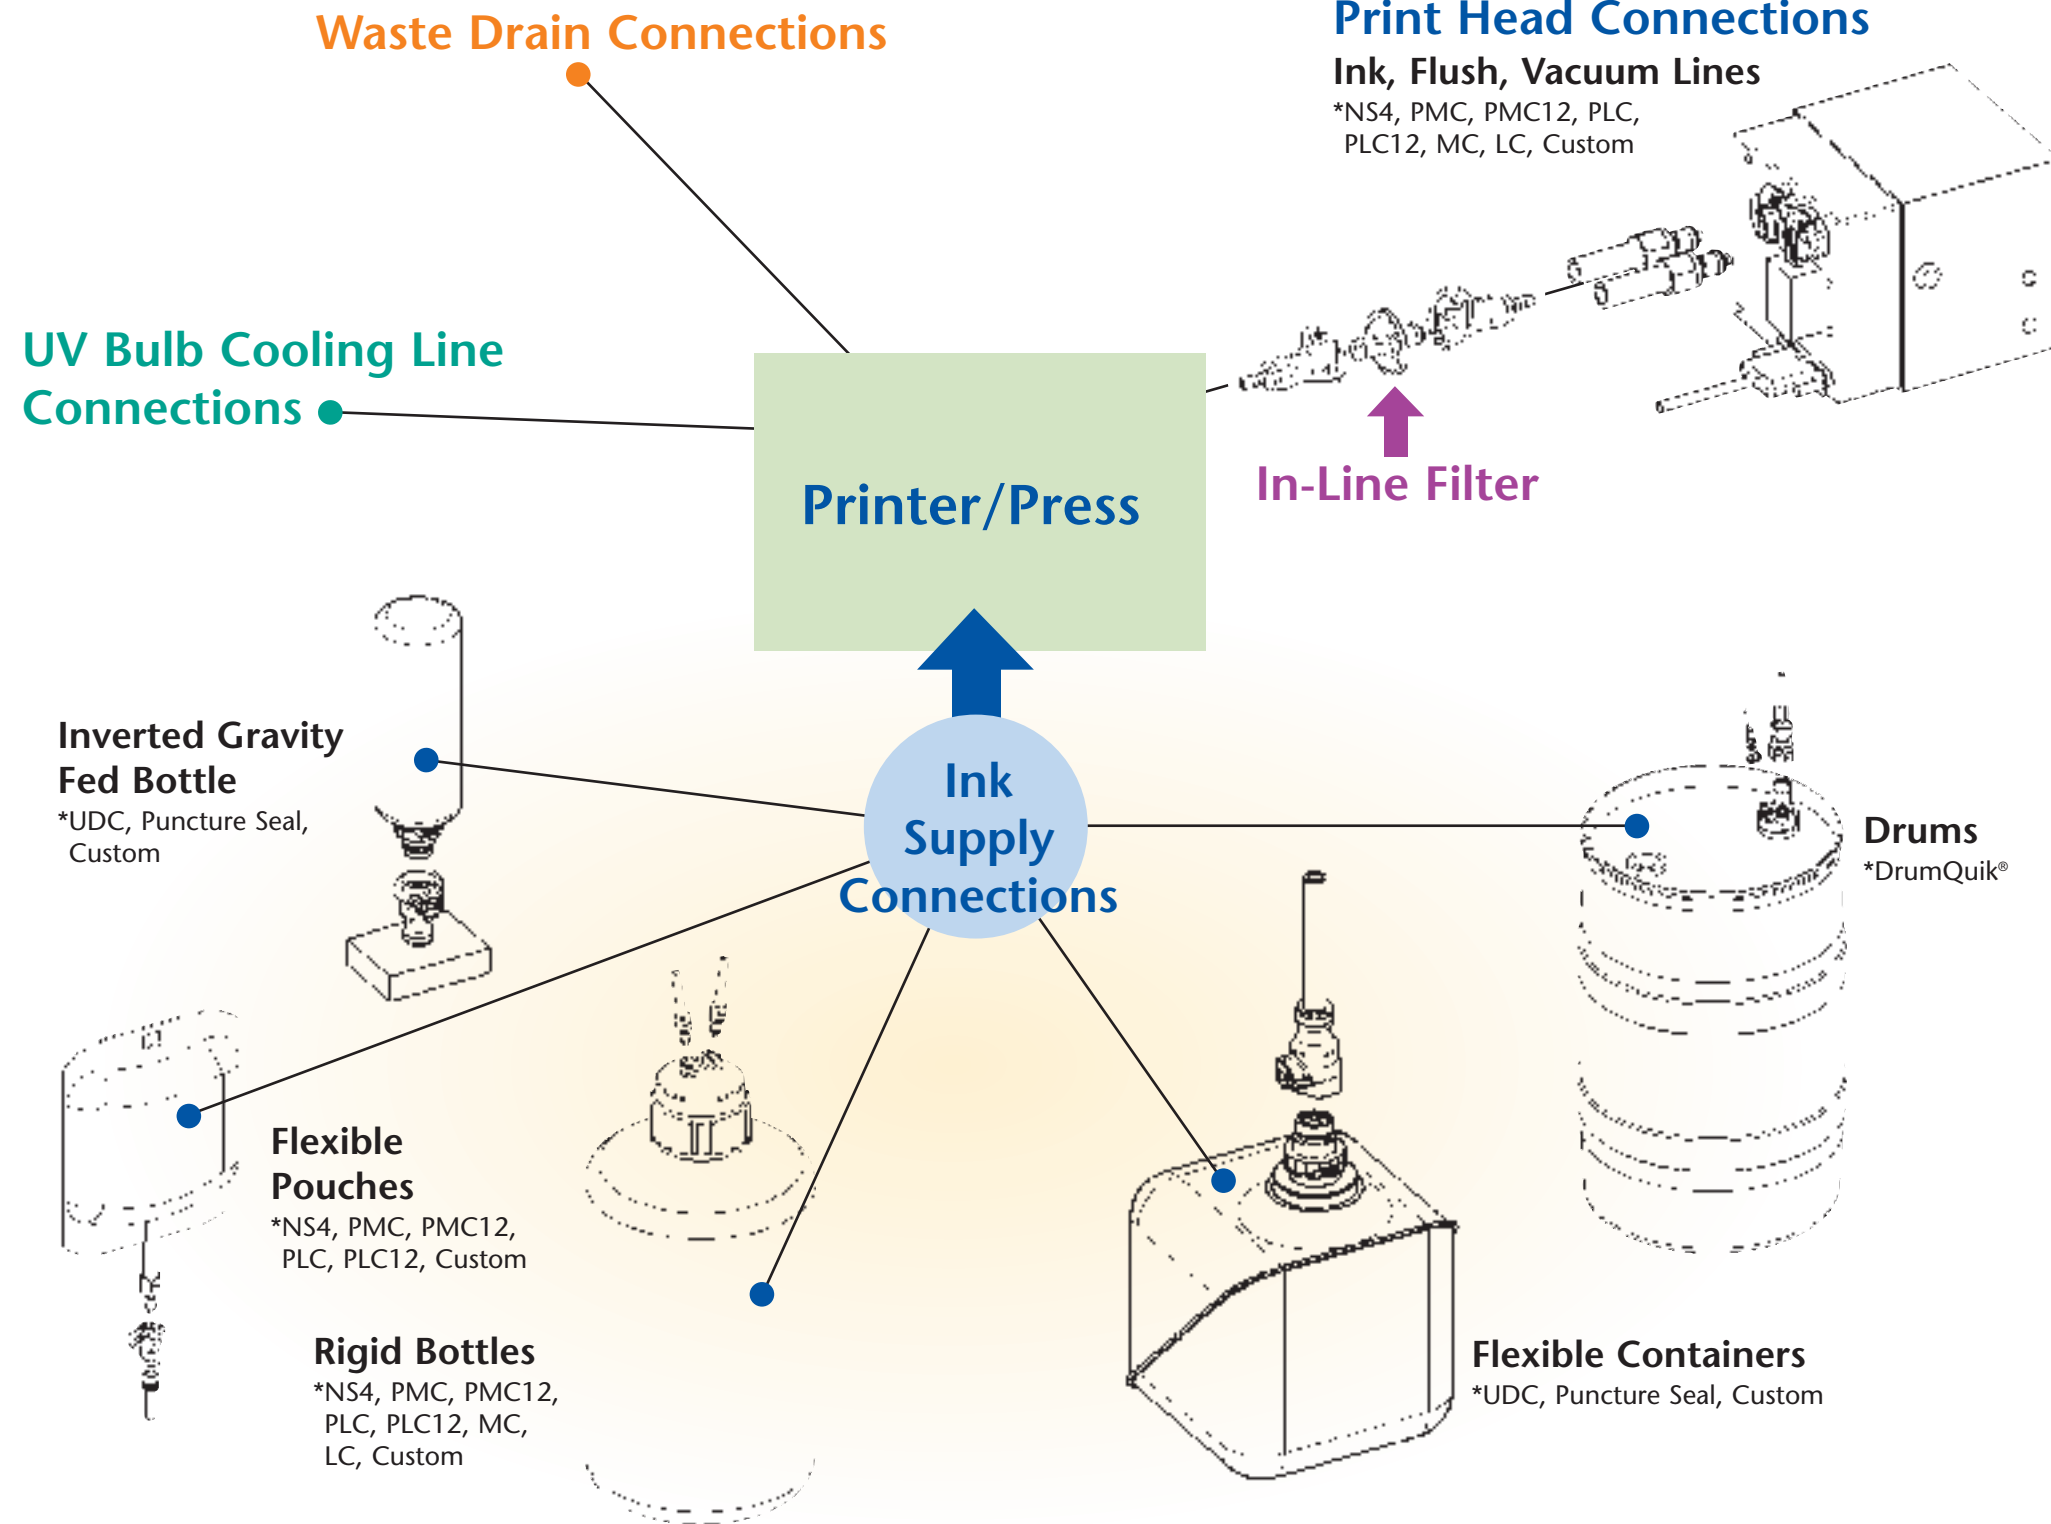 Waste Drain Connections
Print Head Connections
Ink, Flush, Vacuum Lines
*NS4, PMC, PMC12, PLC,
PLC12, MC, LC, Custom
UV Bulb Cooling Line
Connections
Printer/Press
In-Line Filter
Inverted Gravity
Fed Bottle
*UDC, Puncture Seal,
Custom
Ink
Supply
Connections
Drums
*DrumQuik®
Flexible
Pouches
*NS4, PMC, PMC12,
PLC, PLC12, Custom
Rigid Bottles
*NS4, PMC, PMC12,
PLC, PLC12, MC,
LC, Custom
Flexible Containers
*UDC, Puncture Seal, Custom